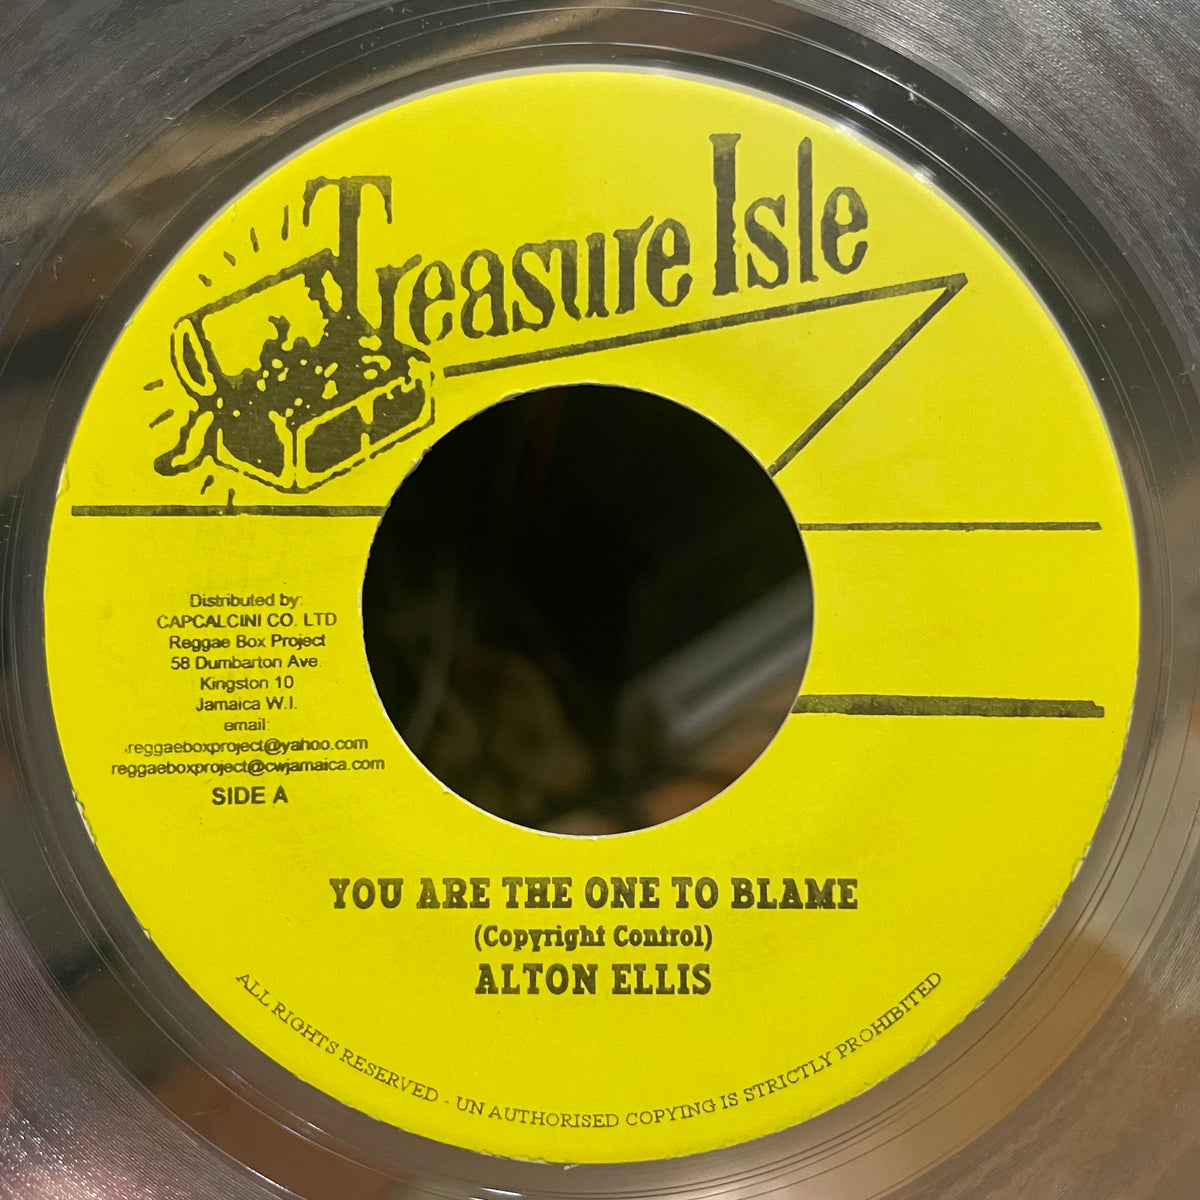 Treasure Isle
Distributed by:
CAPCALCINI CO. LTD
Reggae Box Project
58 Dumbarton Ave.
Kingston 10
Jamaica W.I.
email:
reggaeboxproject@yahoo.com
reggaeboxproject@cwjamaica.com
SIDE A
YOU ARE THE ONE TO BLAME
(Copyright Control)
ALTON ELLIS
ALL RIGHTS RESERVED - UN AUTHORISED COPYING IS STRICTLY PROHIBITED